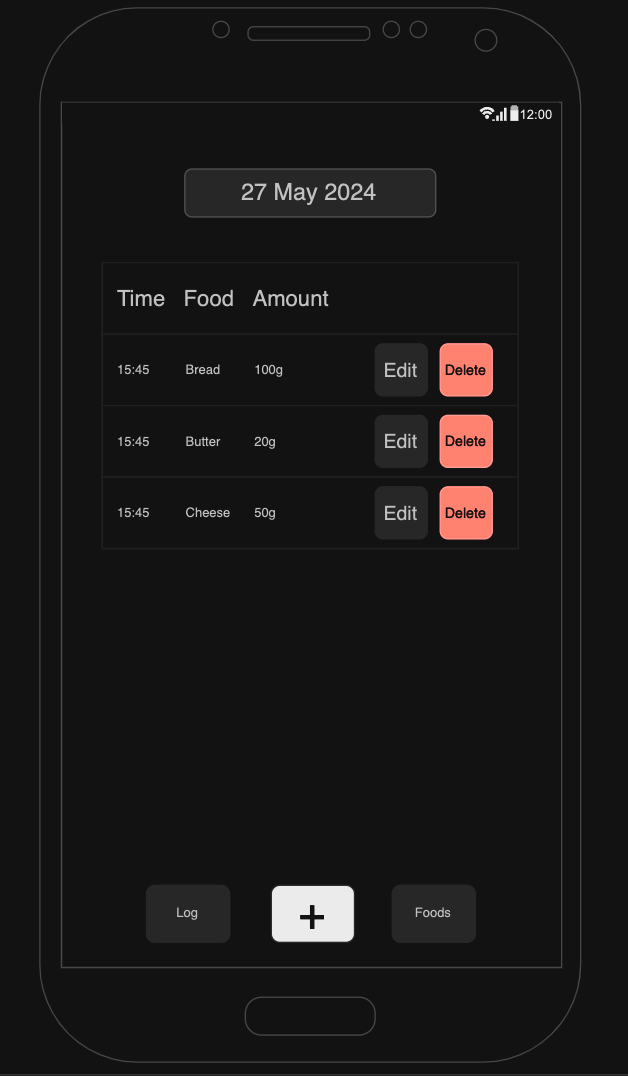 12:00
27 May 2024
Time Food Amount
15:45 Bread 100g Edit Delete
15:45 Butter 20g Edit Delete
15:45 Cheese 50g Edit Delete
Log + Foods